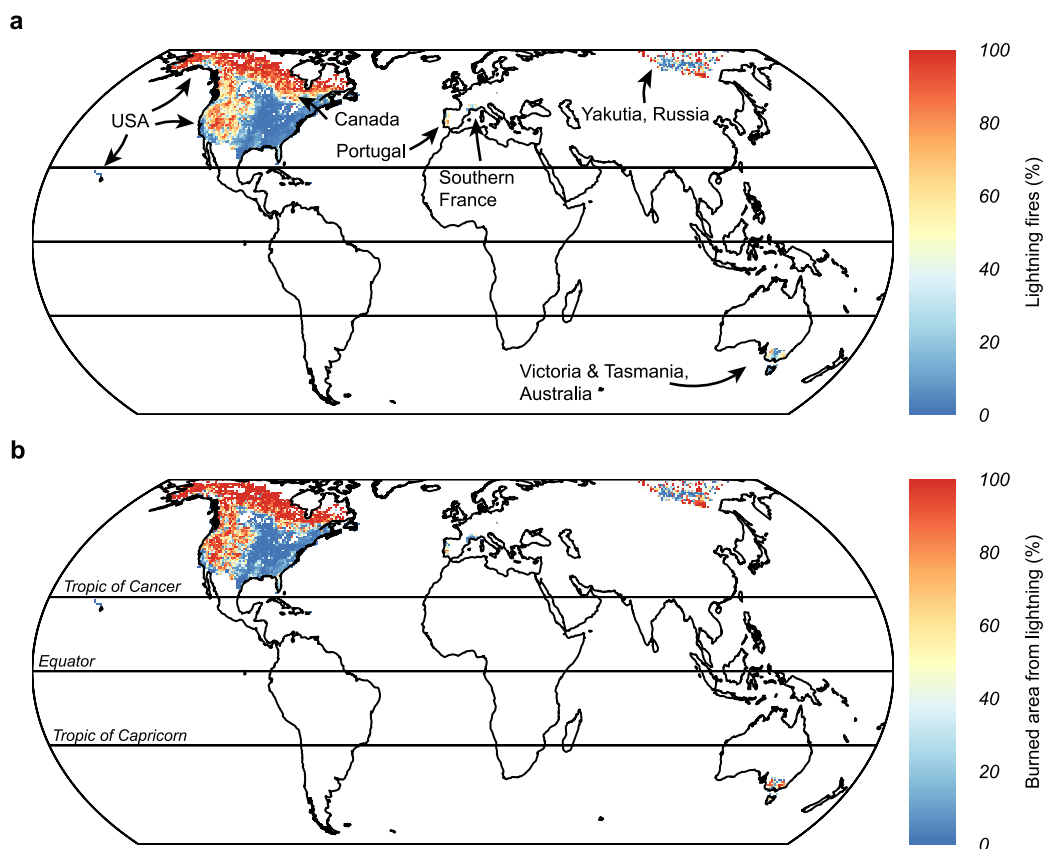 a
USA
Canada
Portugal
Southern
France
Yakutia, Russia
Victoria & Tasmania,
Australia
100
80
60
40
20
0
Lightning fires (%)
b
Tropic of Cancer
Equator
Tropic of Capricorn
100
80
60
40
20
0
Burned area from lightning (%)